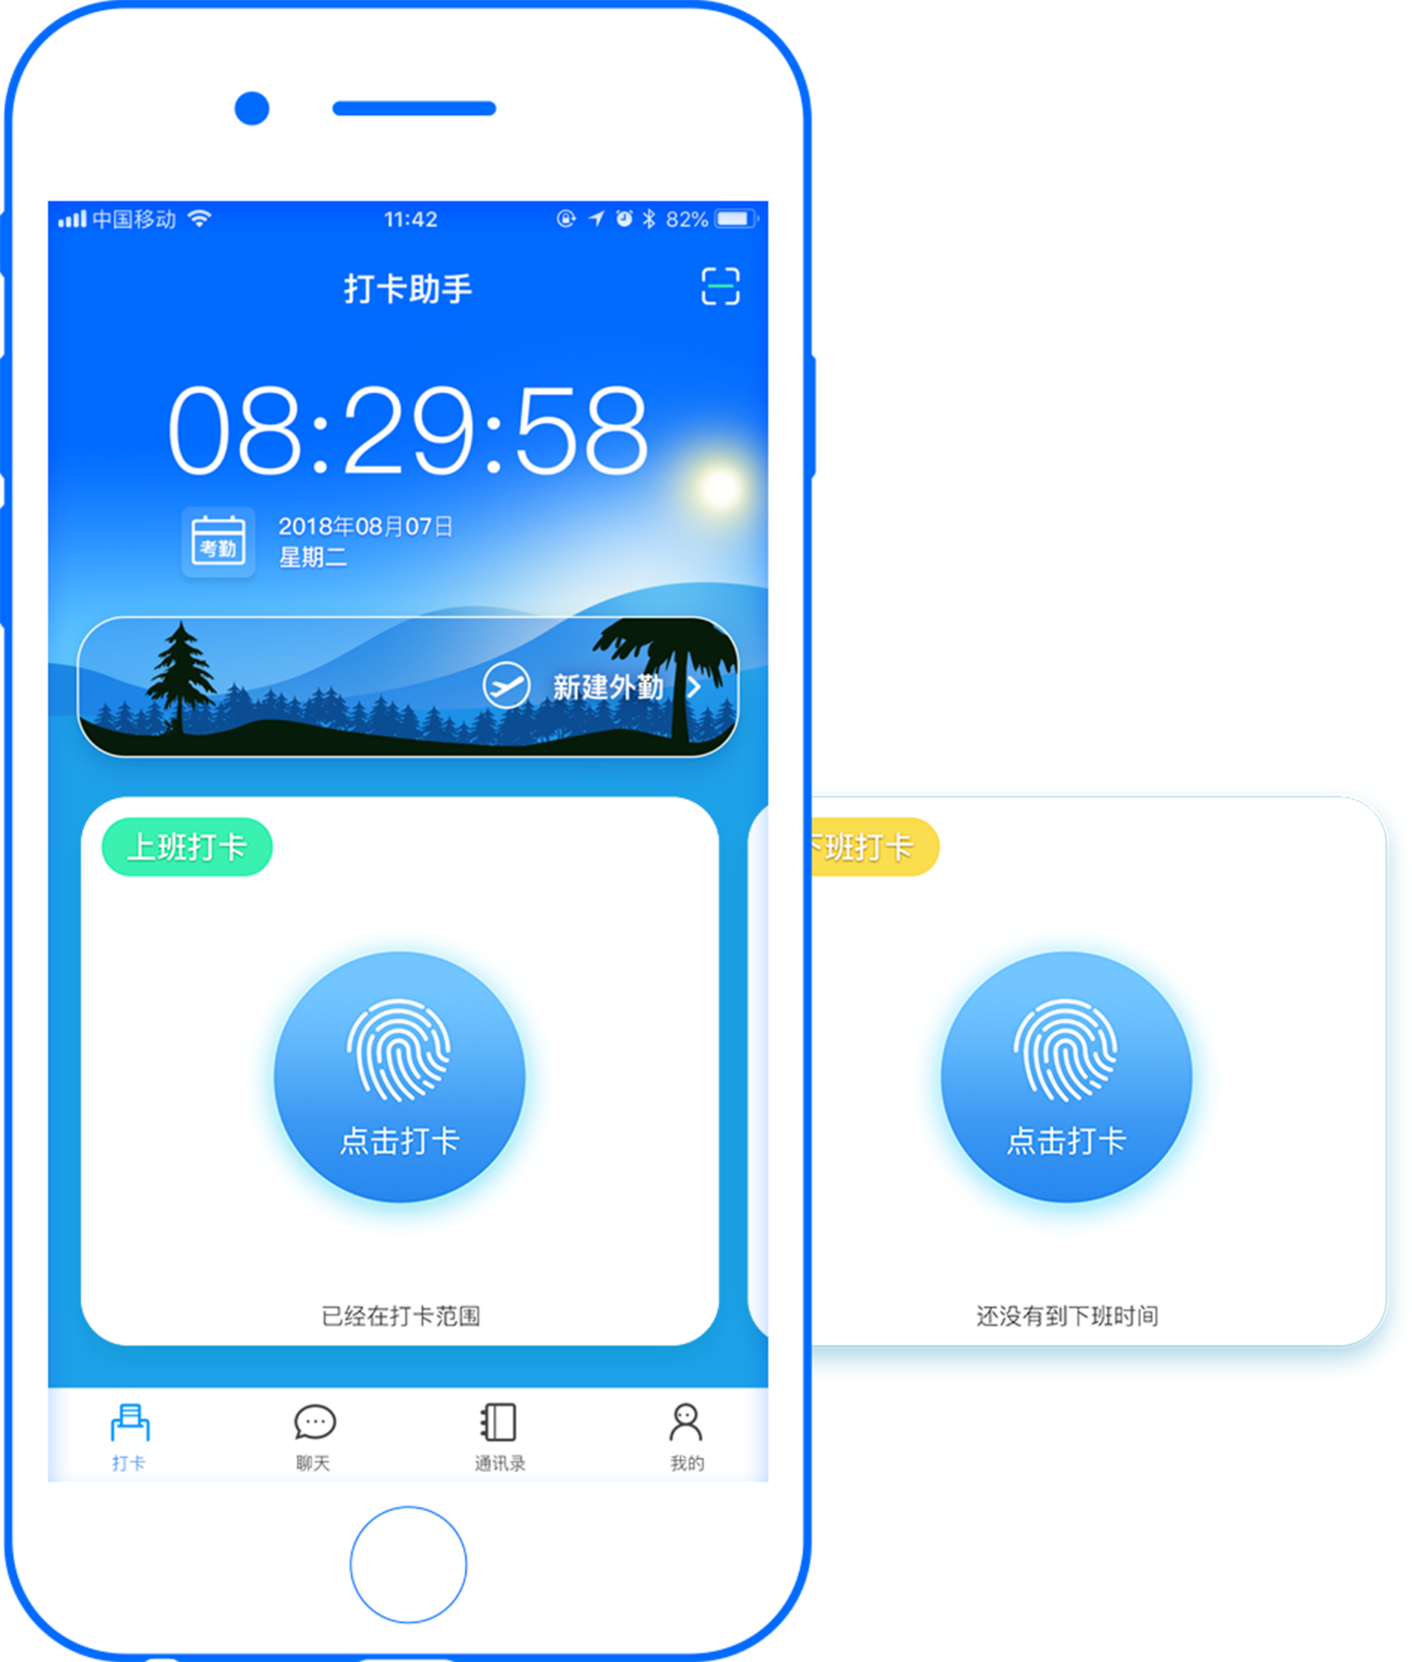 中国移动 11:42 82%
打卡助手
08:29:58
考勤
2018年08月07日
星期二
新建外勤
上班打卡
点击打卡
已经在打卡范围
下班打卡
点击打卡
还没有到下班时间
打卡 聊天 通讯录 我的